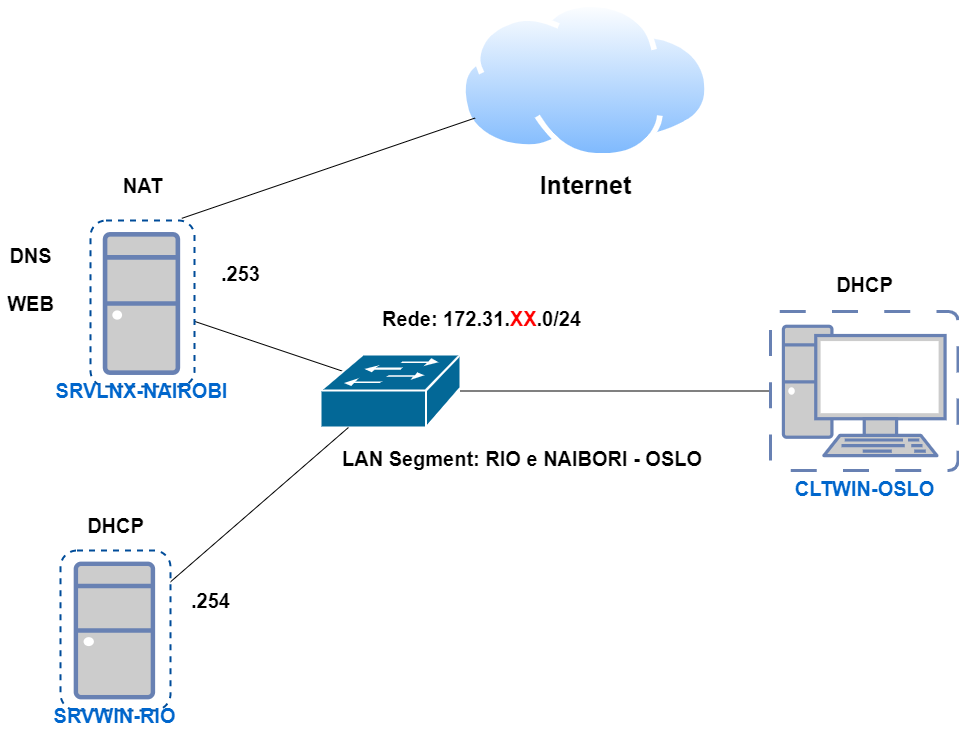 Internet
NAT
DNS
.253
WEB
DHCP
Rede: 172.31.XX.0/24
SRVLNX-NAIROBI
LAN Segment: RIO e NAIBORI - OSLO
CLTWIN-OSLO
DHCP
.254
SRVWIN-RIO